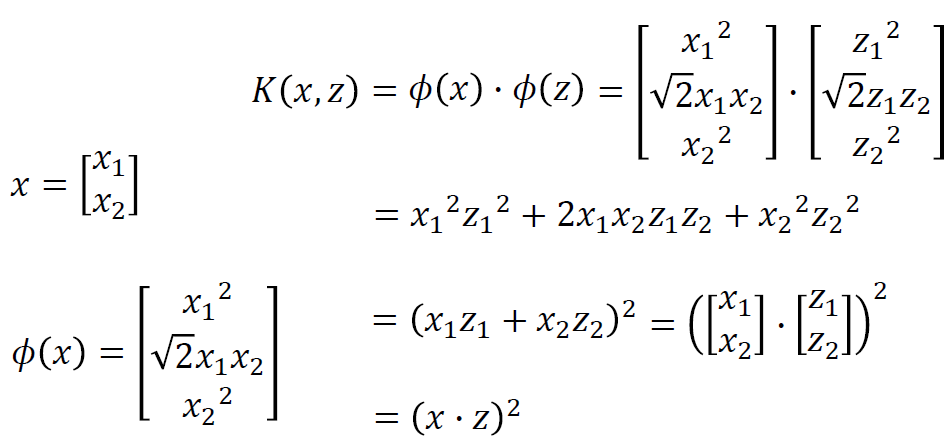 K(x, z) = ϕ(x) ⋅ ϕ(z) = [x₁² √2x₁x₂ x₂²] ⋅ [z₁² √2z₁z₂ z₂²]
x = [x₁ x₂]
= x₁²z₁² + 2x₁x₂z₁z₂ + x₂²z₂²
ϕ(x) = [x₁² √2x₁x₂ x₂²]
= (x₁z₁ + x₂z₂)² = ([x₁ x₂] ⋅ [z₁ z₂])²
= (x ⋅ z)²